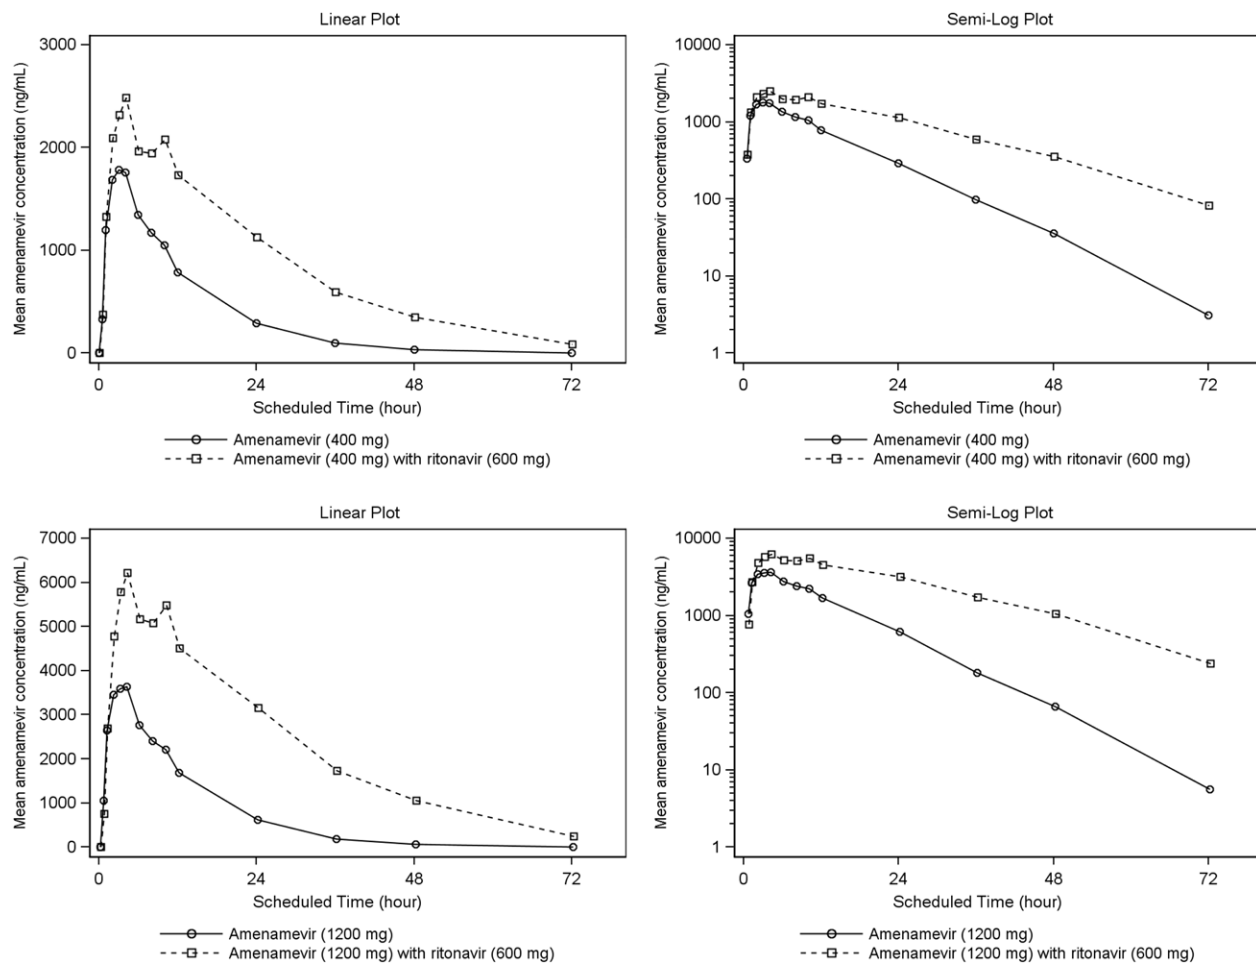 Linear Plot
Mean amenamevir concentration (ng/mL)
3000
2000
1000
0
0 24 48 72
Scheduled Time (hour)
Amenamevir (400 mg)
Amenamevir (400 mg) with ritonavir (600 mg)
Semi-Log Plot
Mean amenamevir concentration (ng/mL)
10000
1000
100
10
1
0 24 48 72
Scheduled Time (hour)
Amenamevir (400 mg)
Amenamevir (400 mg) with ritonavir (600 mg)
Linear Plot
Mean amenamevir concentration (ng/mL)
7000
6000
5000
4000
3000
2000
1000
0
0 24 48 72
Scheduled Time (hour)
Amenamevir (1200 mg)
Amenamevir (1200 mg) with ritonavir (600 mg)
Semi-Log Plot
Mean amenamevir concentration (ng/mL)
10000
1000
100
10
1
0 24 48 72
Scheduled Time (hour)
Amenamevir (1200 mg)
Amenamevir (1200 mg) with ritonavir (600 mg)